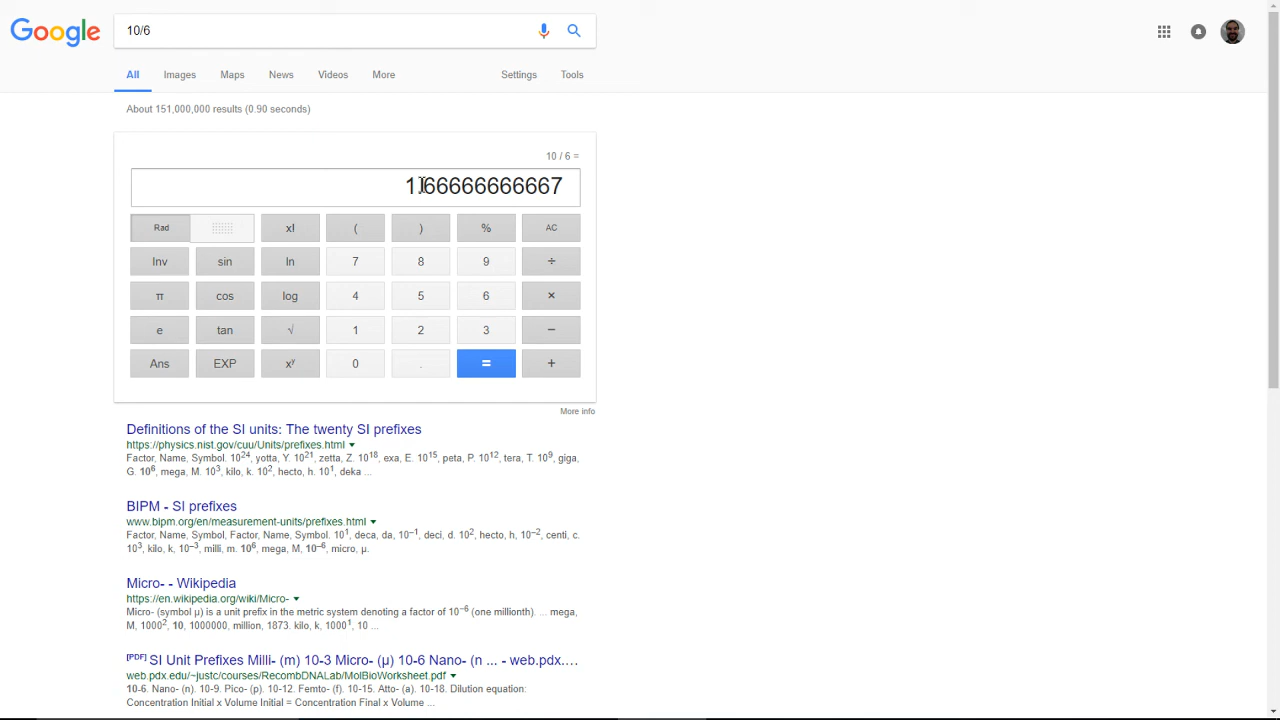 Google
10/6
All Images Maps News Videos More Settings Tools
About 151,000,000 results (0.90 seconds)
10 / 6 =
1.66666666667
Rad x! ( ) % AC
Inv sin ln 7 8 9 ÷
π cos log 4 5 6 ×
e tan √ 1 2 3 −
Ans EXP xʸ 0 . = +
More info
Definitions of the SI units: The twenty SI prefixes
https://physics.nist.gov/cuu/Units/prefixes.html
Factor, Name, Symbol. 10²⁴, yotta, Y. 10²¹, zetta, Z. 10¹⁸, exa, E. 10¹⁵, peta, P. 10¹², tera, T. 10⁹, giga,
G. 10⁶, mega, M. 10³, kilo, k. 10², hecto, h. 10¹, deka ...
BIPM - SI prefixes
www.bipm.org/en/measurement-units/prefixes.html
Factor, Name, Symbol, Factor, Name, Symbol. 10¹, deca, da, 10⁻¹, deci, d. 10², hecto, h, 10⁻², centi, c.
10³, kilo, k, 10⁻³, milli, m. 10⁶, mega, M, 10⁻⁶, micro, μ.
Micro- - Wikipedia
https://en.wikipedia.org/wiki/Micro-
Micro- (symbol μ) is a unit prefix in the metric system denoting a factor of 10⁻⁶ (one millionth). ... mega,
M, 1000², 10, 1000000, million, 1873. kilo, k, 1000¹, 10 ...
[PDF] SI Unit Prefixes Milli- (m) 10-3 Micro- (μ) 10-6 Nano- (n ... - web.pdx....
web.pdx.edu/~justc/courses/RecombDNALab/MolBioWorksheet.pdf
10-6. Nano- (n). 10-9. Pico- (p). 10-12. Femto- (f). 10-15. Atto- (a). 10-18. Dilution equation:
Concentration Initial x Volume Initial = Concentration Final x Volume ...